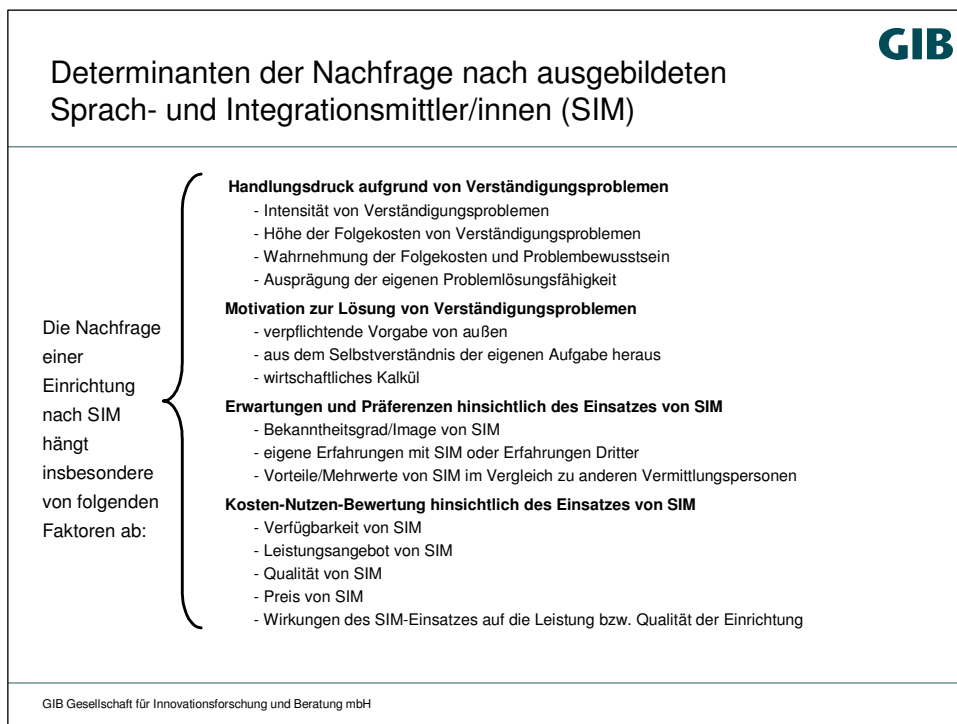 GIB
Determinanten der Nachfrage nach ausgebildeten
Sprach- und Integrationsmittler/innen (SIM)
Die Nachfrage
einer
Einrichtung
nach SIM
hängt
insbesondere
von folgenden
Faktoren ab:
Handlungsdruck aufgrund von Verständigungsproblemen
- Intensität von Verständigungsproblemen
- Höhe der Folgekosten von Verständigungsproblemen
- Wahrnehmung der Folgekosten und Problembewusstsein
- Ausprägung der eigenen Problemlösungsfähigkeit
Motivation zur Lösung von Verständigungsproblemen
- verpflichtende Vorgabe von außen
- aus dem Selbstverständnis der eigenen Aufgabe heraus
- wirtschaftliches Kalkül
Erwartungen und Präferenzen hinsichtlich des Einsatzes von SIM
- Bekanntheitsgrad/Image von SIM
- eigene Erfahrungen mit SIM oder Erfahrungen Dritter
- Vorteile/Mehrwerte von SIM im Vergleich zu anderen Vermittlungspersonen
Kosten-Nutzen-Bewertung hinsichtlich des Einsatzes von SIM
- Verfügbarkeit von SIM
- Leistungsangebot von SIM
- Qualität von SIM
- Preis von SIM
- Wirkungen des SIM-Einsatzes auf die Leistung bzw. Qualität der Einrichtung
GIB Gesellschaft für Innovationsforschung und Beratung mbH